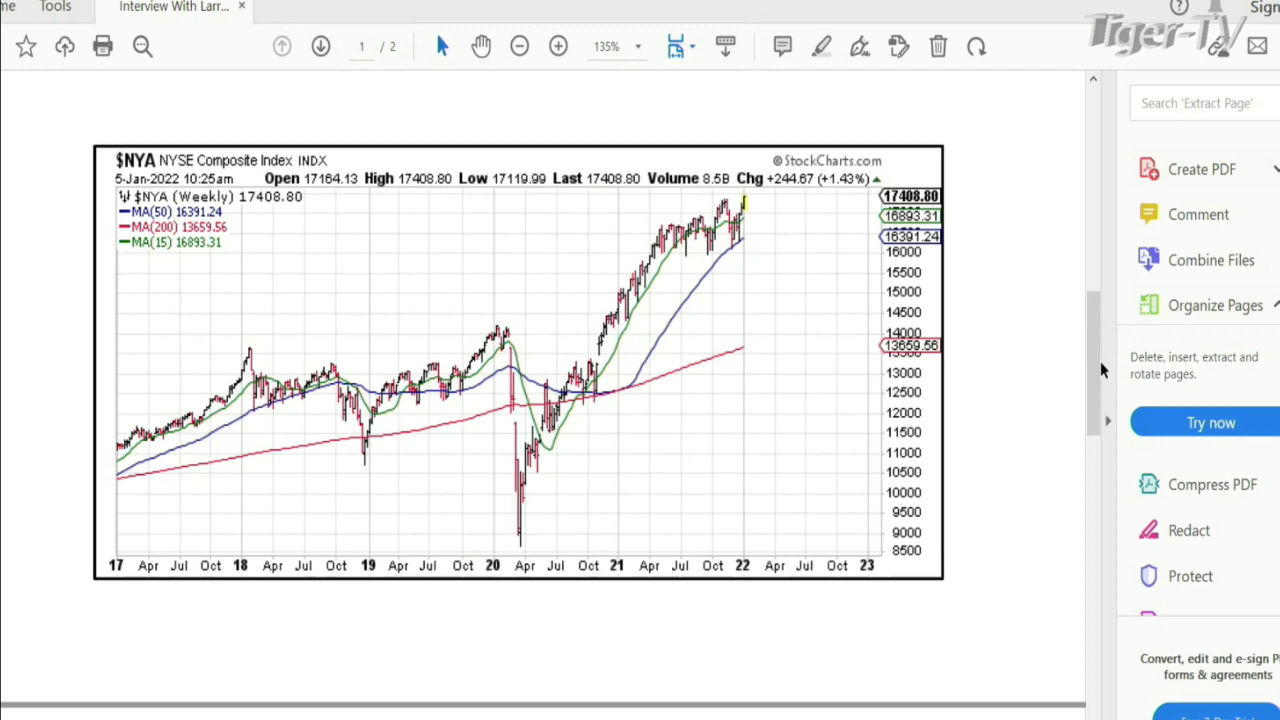 me Tools Interview With Larr... × Sign
Tiger-TV
1 / 2 135%
Search 'Extract Page'
$NYA NYSE Composite Index INDX ©StockCharts.com
5-Jan-2022 10:25am Open 17164.13 High 17408.80 Low 17119.99 Last 17408.80 Volume 8.5B Chg +244.67 (+1.43%)
$NYA (Weekly) 17408.80
MA(50) 16391.24
MA(200) 13659.56
MA(15) 16893.31
17408.80
16893.31
16391.24
16000
15500
15000
14500
14000
13659.56
13500
13000
12500
12000
11500
11000
10500
10000
9500
9000
8500
17 Apr Jul Oct 18 Apr Jul Oct 19 Apr Jul Oct 20 Apr Jul Oct 21 Apr Jul Oct 22 Apr Jul Oct 23
Create PDF
Comment
Combine Files
Organize Pages
Delete, insert, extract and
rotate pages.
Try now
Compress PDF
Redact
Protect
Convert, edit and e-sign
forms & agreements